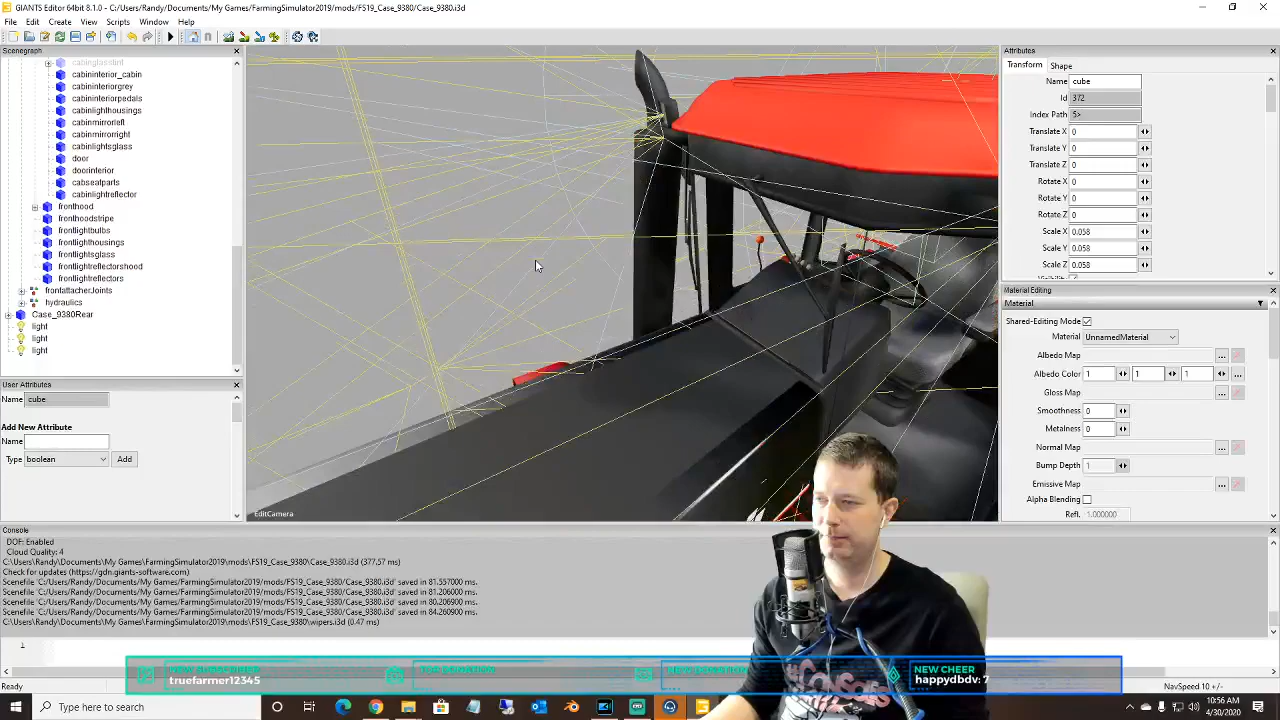 GIANTS Editor 64bit 8.1.0 - C:/Users/Randy/Documents/My Games/FarmingSimulator2019/mods/FS19_Case_9380/Case_9380.i3d
File Edit Create View Scripts Window Help
Scenegraph
cabinglasstint
cabininterior_cabin
cabininteriorgrey
cabininteriorpedals
cabinlighthousings
cabinmirrorleft
cabinmirrorright
cabinlightsglass
door
doorinterior
cabsealparts
cabinlightreflector
fronthood
fronthoodstripe
frontlightbulbs
frontlighthousings
frontlightsglass
frontlightreflectorshood
frontlightreflectors
frontattacherJoints
hydraulics
Case_9380Rear
light
light
light
User Attributes
Name cube
Add New Attribute
Name
Type boolean Add
EditCamera
Attributes
Transform Shape
Name cube
Id 372
Index Path 5>
Translate X 0
Translate Y 0
Translate Z 0
Rotate X 0
Rotate Y 0
Rotate Z 0
Scale X 0.058
Scale Y 0.058
Scale Z 0.058
Material Editing
Material
Shared-Editing Mode
Material UnnamedMaterial
Albedo Map
Albedo Color 1 1 1
Gloss Map
Smoothness 0
Metalness 0
Normal Map
Bump Depth 1
Emissive Map
Alpha Blending
Refl. 1.000000
Console
DOF: Enabled
Cloud Quality: 4
C:\Users\Randy\Documents\My Games\FarmingSimulator2019\mods\FS19_Case_9380/Case_9380.i3d (377.57 ms)
Check for updates (https://gdn.giants-software.com)
Scenefile 'C:/Users/Randy/Documents/My Games/FarmingSimulator2019/mods/FS19_Case_9380/Case_9380.i3d' saved in 81.557000 ms.
Scenefile 'C:/Users/Randy/Documents/My Games/FarmingSimulator2019/mods/FS19_Case_9380/Case_9380.i3d' saved in 81.206000 ms.
Scenefile 'C:/Users/Randy/Documents/My Games/FarmingSimulator2019/mods/FS19_Case_9380/Case_9380.i3d' saved in 80.206900 ms.
Scenefile 'C:/Users/Randy/Documents/My Games/FarmingSimulator2019/mods/FS19_Case_9380/Case_9380.i3d' saved in 84.260900 ms.
C:/Users/Randy/Documents/My Games/FarmingSimulator2019\mods\FS19_Case_9380\wipers.i3d (0.47 ms)
truefarmer12345
NEW CHEER
happydbdv: 7
Ready
NavSpeed 10 +/-
Type here to search
10:56 AM
4/30/2020